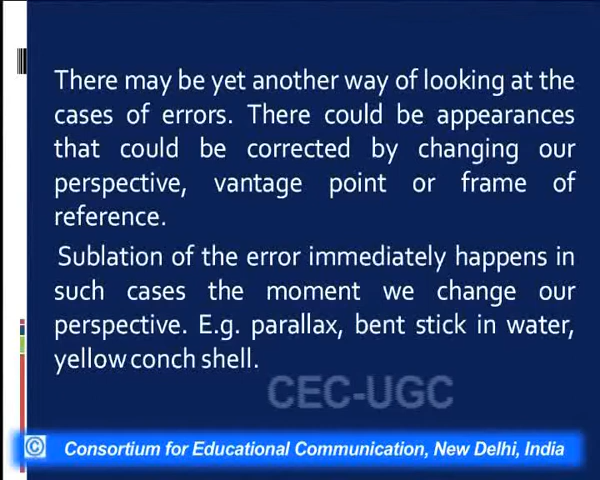 There may be yet another way of looking at the
cases of errors. There could be appearances
that could be corrected by changing our
perspective, vantage point or frame of
reference.
Sublation of the error immediately happens in
such cases the moment we change our
perspective. E.g. parallax, bent stick in water,
yellow conch shell.
CEC-UGC
© Consortium for Educational Communication, New Delhi, India